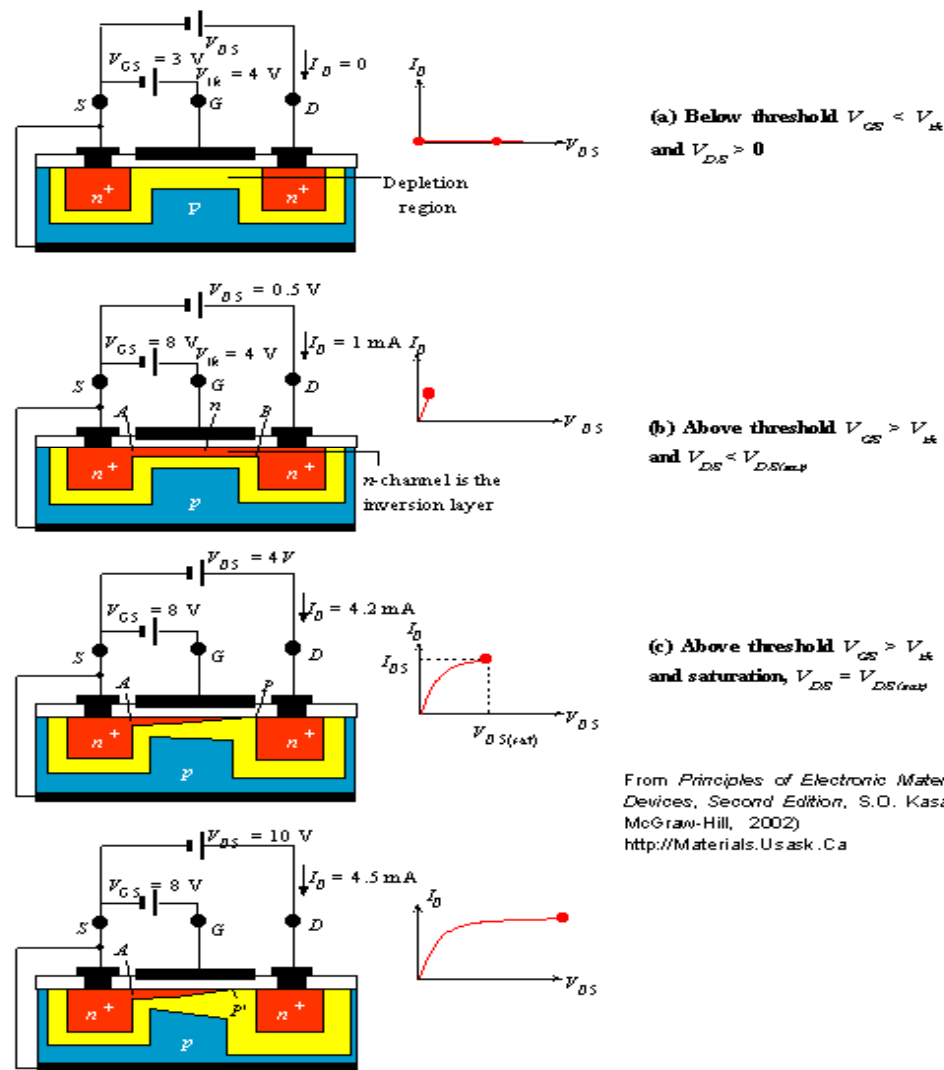 V_DS
V_GS = 3 V
V_th = 4 V
I_D = 0
S
G
D
n+
n+
P
Depletion
region
I_D
V_DS
(a) Below threshold V_GS < V_th
and V_DS > 0
V_DS = 0.5 V
V_GS = 8 V
V_th = 4 V
I_D = 1 mA
S
G
D
A
n
B
n+
n+
p
n-channel is the
inversion layer
I_D
V_DS
(b) Above threshold V_GS > V_th
and V_DS < V_DS(sat)
V_DS = 4 V
V_GS = 8 V
I_D = 4.2 mA
S
G
D
A
P
n+
n+
p
I_D
I_DS
V_DS
V_DS(sat)
(c) Above threshold V_GS > V_th
and saturation, V_DS = V_DS(sat)
From Principles of Electronic Mater
Devices, Second Edition, S.O. Kasa
McGraw-Hill, 2002)
http://Materials.Usask.Ca
V_DS = 10 V
V_GS = 8 V
I_D = 4.5 mA
S
G
D
A
P'
n+
n+
p
I_D
V_DS